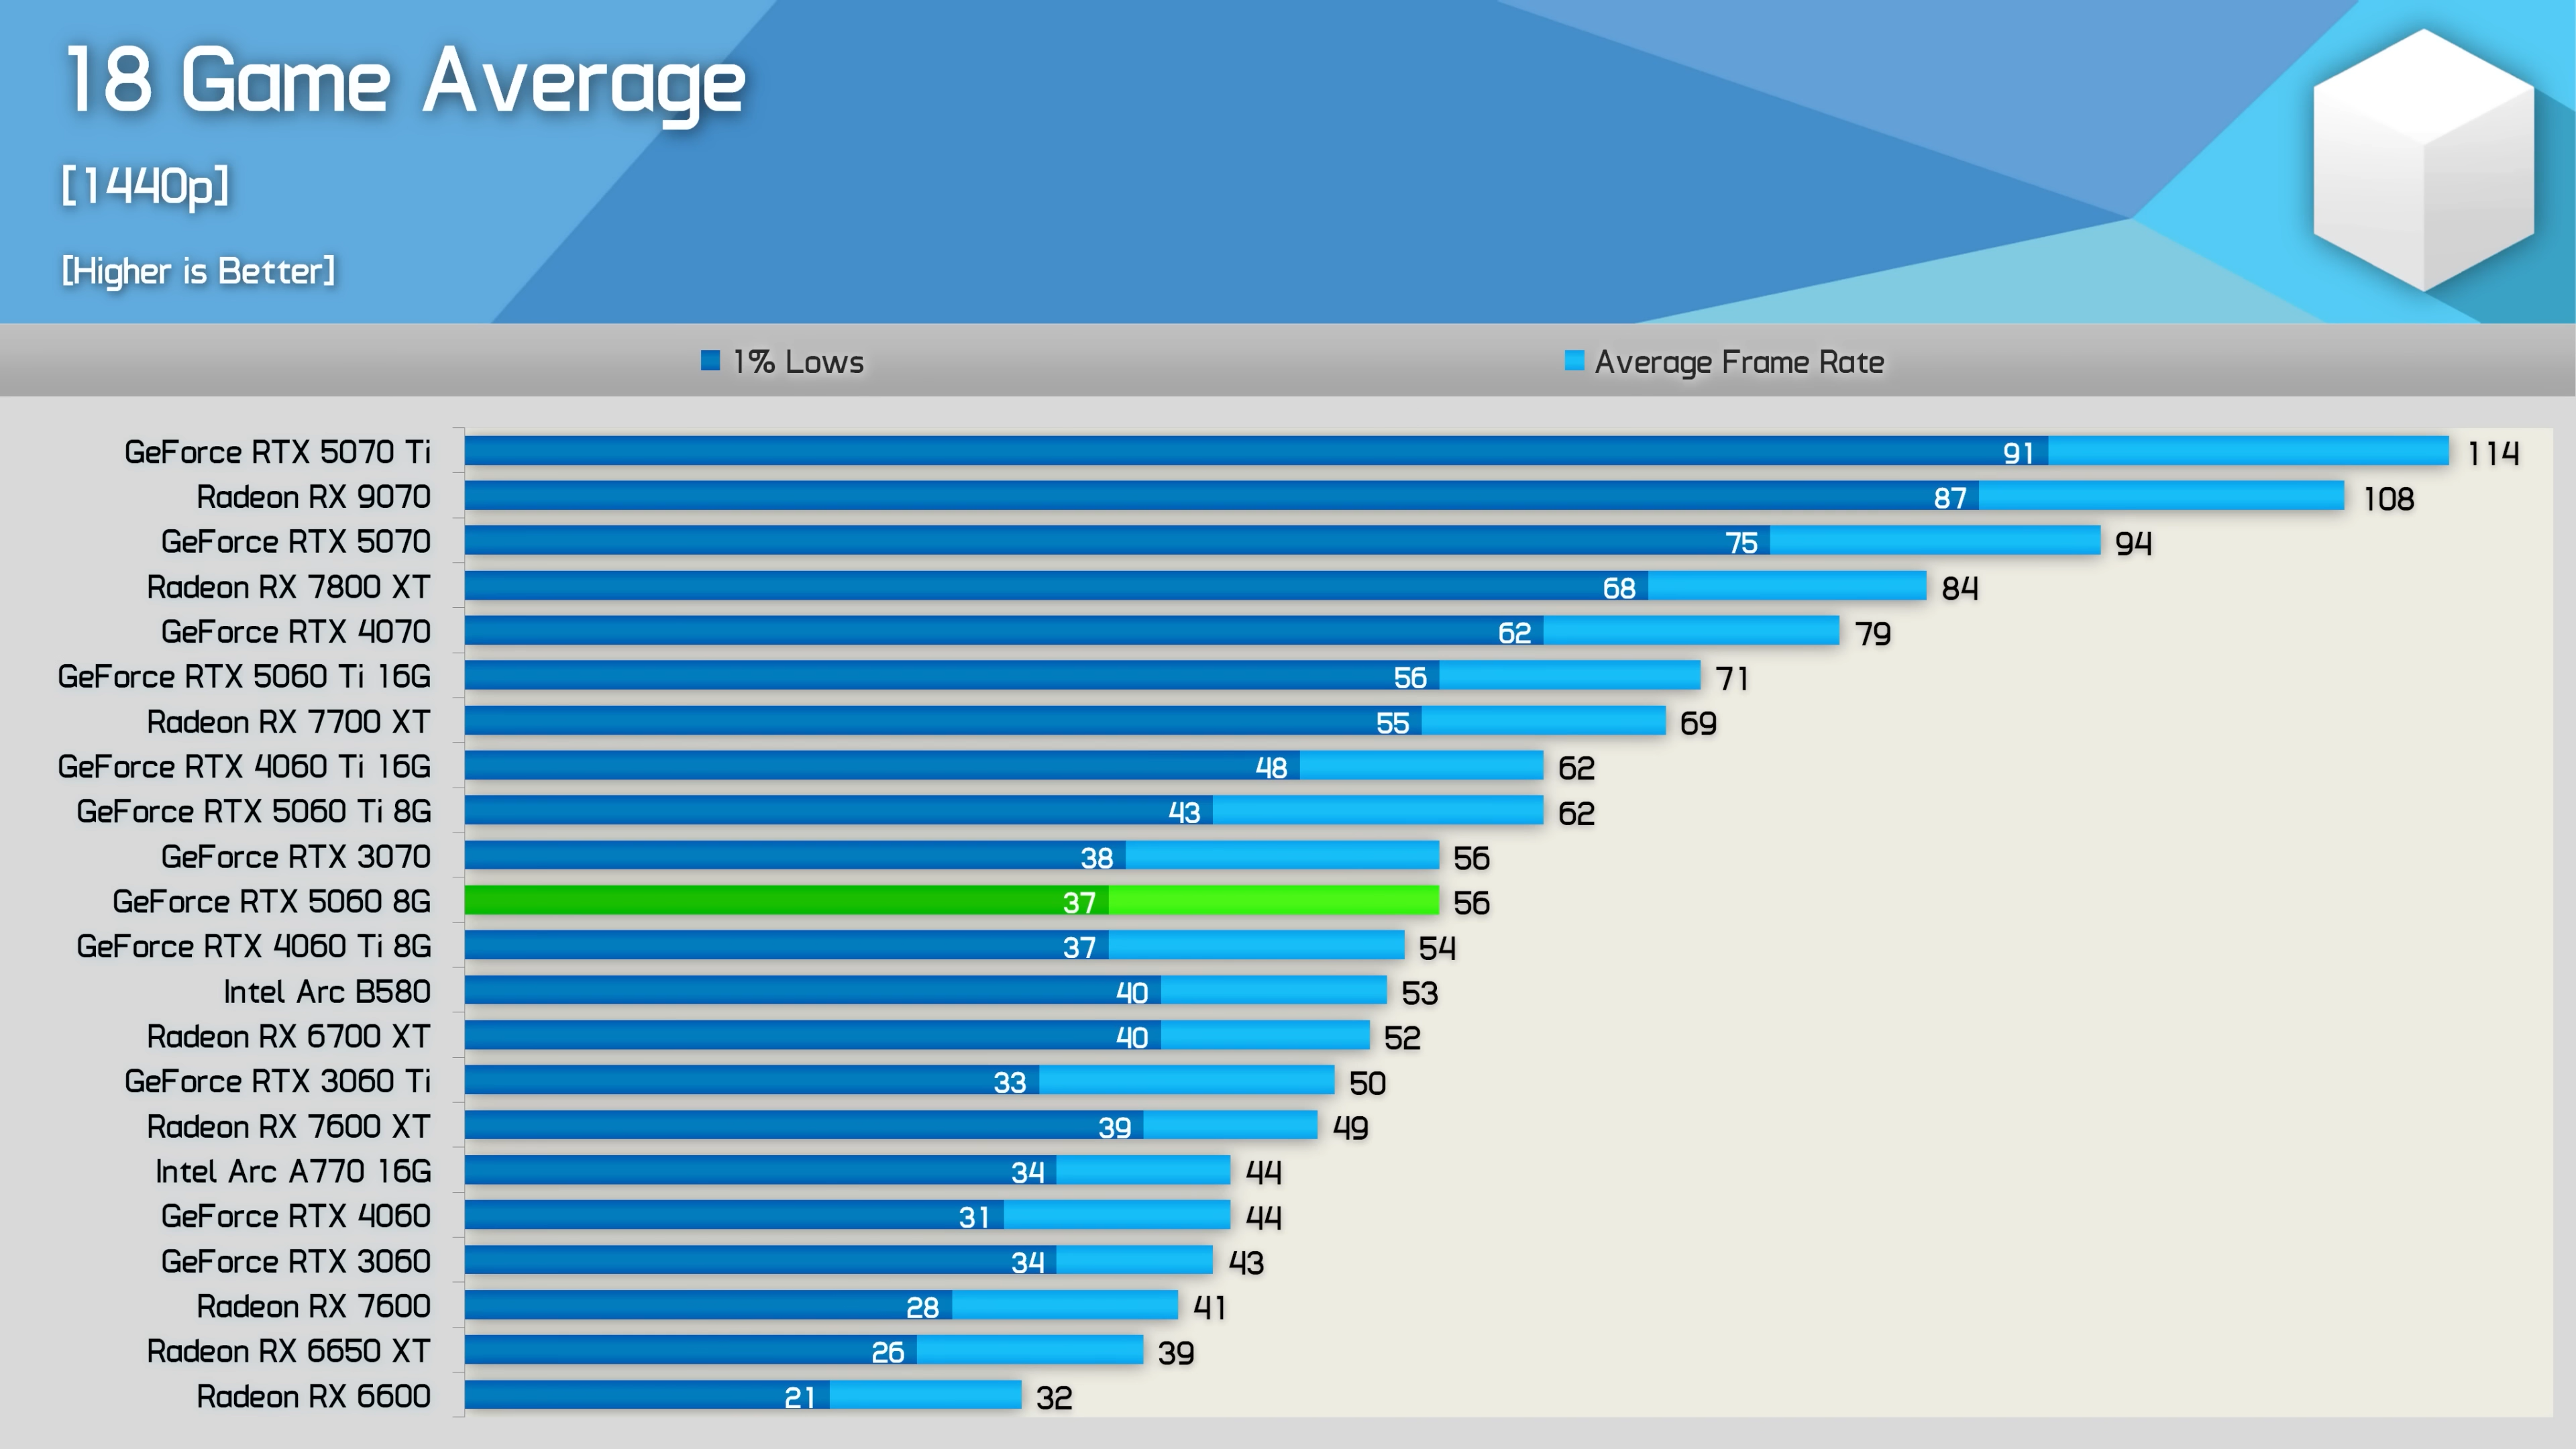 18 Game Average
[1440p]
[Higher is Better]
1% Lows Average Frame Rate
GeForce RTX 5070 Ti 91 114
Radeon RX 9070 87 108
GeForce RTX 5070 75 94
Radeon RX 7800 XT 68 84
GeForce RTX 4070 62 79
GeForce RTX 5060 Ti 16G 56 71
Radeon RX 7700 XT 55 69
GeForce RTX 4060 Ti 16G 48 62
GeForce RTX 5060 Ti 8G 43 62
GeForce RTX 3070 38 56
GeForce RTX 5060 8G 37 56
GeForce RTX 4060 Ti 8G 37 54
Intel Arc B580 40 53
Radeon RX 6700 XT 40 52
GeForce RTX 3060 Ti 33 50
Radeon RX 7600 XT 39 49
Intel Arc A770 16G 34 44
GeForce RTX 4060 31 44
GeForce RTX 3060 34 43
Radeon RX 7600 28 41
Radeon RX 6650 XT 26 39
Radeon RX 6600 21 32